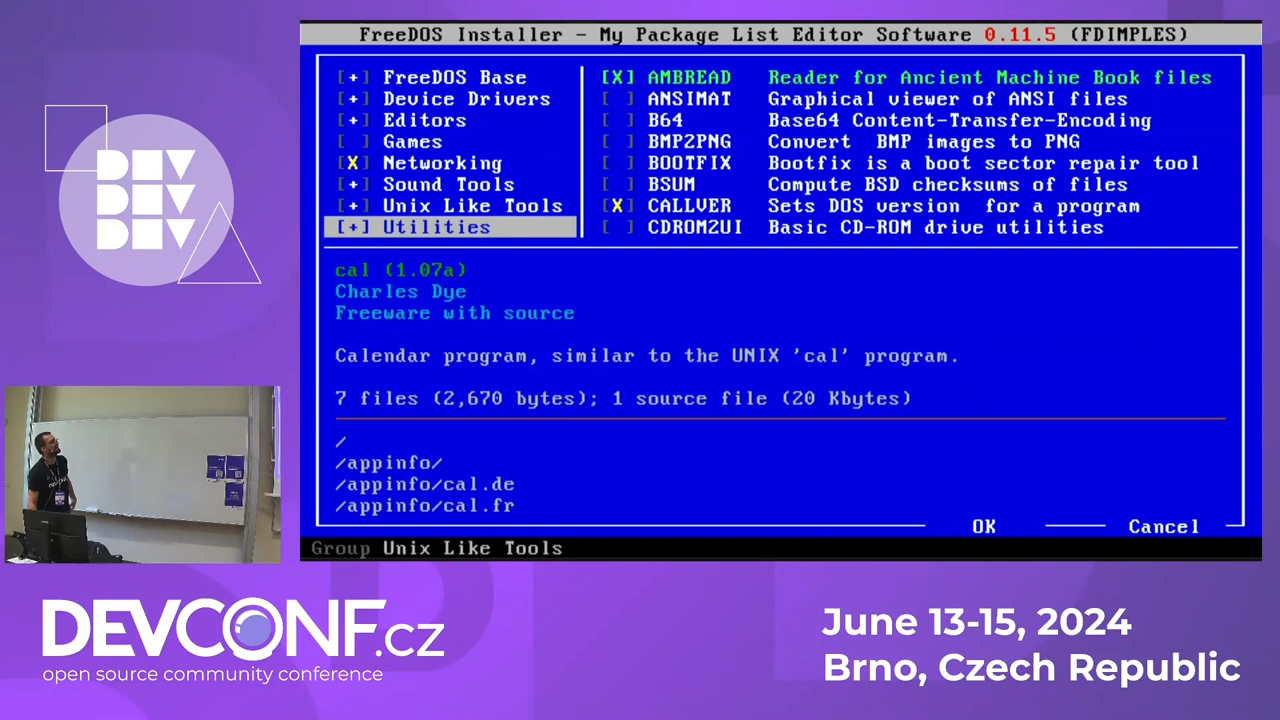 FreeDOS Installer - My Package List Editor Software 0.11.5 (FDIMPLES)
[+] FreeDOS Base
[+] Device Drivers
[+] Editors
[ ] Games
[X] Networking
[+] Sound Tools
[+] Unix Like Tools
[+] Utilities
[X] AMBREAD Reader for Ancient Machine Book files
[ ] ANSIMAT Graphical viewer of ANSI files
[ ] B64 Base64 Content-Transfer-Encoding
[ ] BMP2PNG Convert BMP images to PNG
[ ] BOOTFIX Bootfix is a boot sector repair tool
[ ] BSUM Compute BSD checksums of files
[X] CALLVER Sets DOS version for a program
[ ] CDROM2UI Basic CD-ROM drive utilities
cal (1.07a)
Charles Dye
Freeware with source
Calendar program, similar to the UNIX 'cal' program.
7 files (2,670 bytes); 1 source file (20 Kbytes)
/
/appinfo/
/appinfo/cal.de
/appinfo/cal.fr
OK Cancel
Group Unix Like Tools
DEV
DEV
DEV
DEVCONF.cz
open source community conference
June 13-15, 2024
Brno, Czech Republic